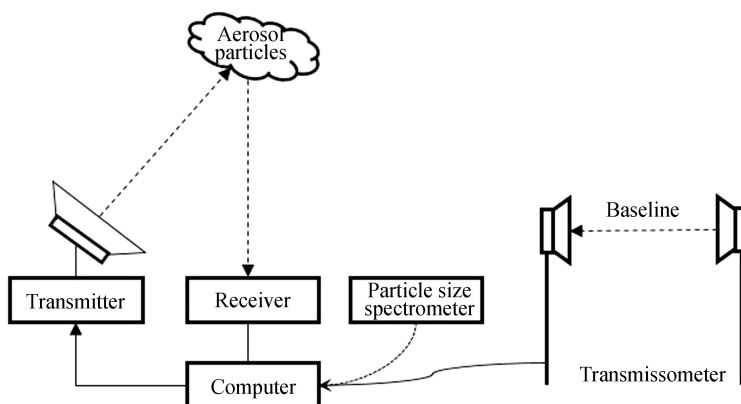 Aerosol
particles
Baseline
Transmitter
Receiver
Particle size
spectrometer
Computer
Transmissometer